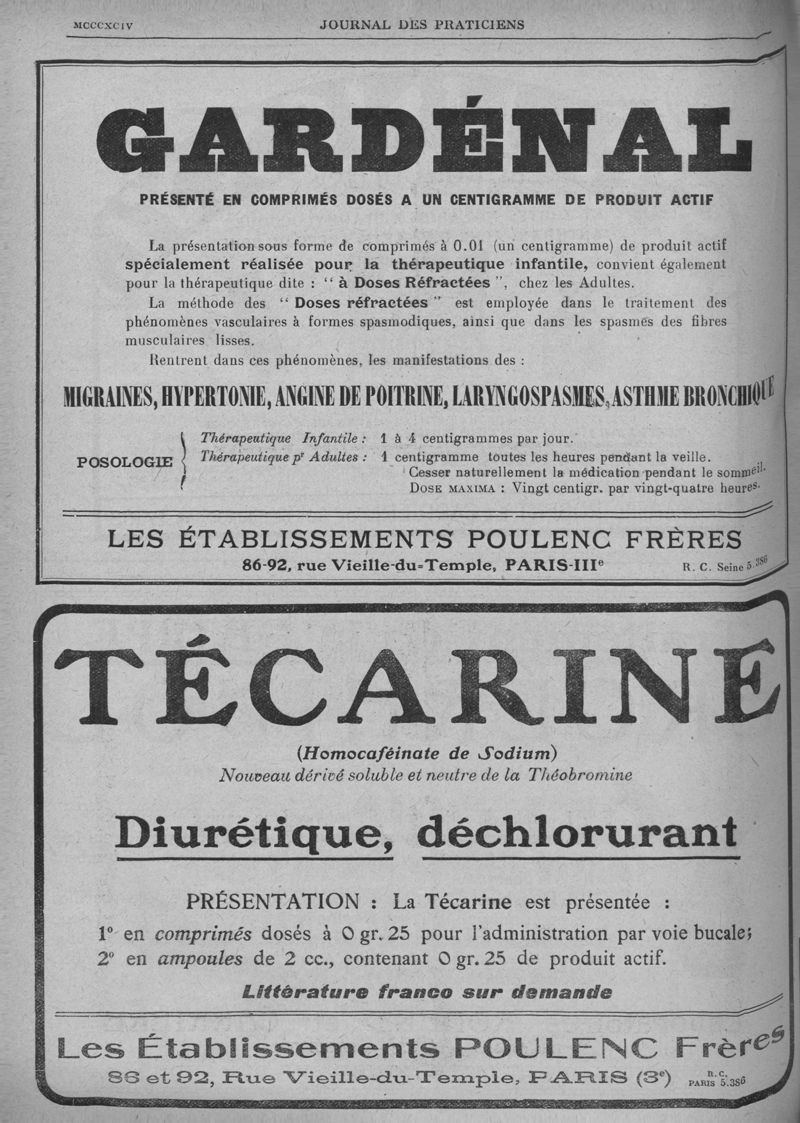 MCCCXCIV
JOURNAL DES PRATICIENS
GARDÉNAL
PRÉSENTÉ EN COMPRIMÉS DOSÉS A UN CENTIGRAMME DE PRODUIT ACTIF
La présentation sous forme de comprimés à 0.01 (un centigramme) de produit actif
spécialement réalisée pour la thérapeutique infantile, convient également
pour la thérapeutique dite : “ à Doses Réfractées ”, chez les Adultes.
La méthode des “ Doses réfractées ” est employée dans le traitement des
phénomènes vasculaires à formes spasmodiques, ainsi que dans les spasmes des fibres
musculaires lisses.
Rentrent dans ces phénomènes, les manifestations des :
MIGRAINES, HYPERTONIE, ANGINE DE POITRINE, LARYNGOSPASMES, ASTHME BRONCHIQUE
POSOLOGIE
Thérapeutique Infantile : 1 à 4 centigrammes par jour.
Thérapeutique pr Adultes : 1 centigramme toutes les heures pendant la veille.
Cesser naturellement la médication pendant le sommeil.
DOSE MAXIMA : Vingt centigr. par vingt-quatre heures.
LES ÉTABLISSEMENTS POULENC FRÈRES
86-92, rue Vieille-du-Temple, PARIS-IIIe
R. C. Seine 5.386
TÉCARINE
(Homocaféinate de Sodium)
Nouveau dérivé soluble et neutre de la Théobromine
Diurétique, déchlorurant
PRÉSENTATION : La Técarine est présentée :
1º en comprimés dosés à 0 gr. 25 pour l'administration par voie bucale;
2º en ampoules de 2 cc., contenant 0 gr. 25 de produit actif.
Littérature franco sur demande
Les Établissements POULENC Frères
86 et 92, Rue Vieille-du-Temple, PARIS (3e)
R. C.
PARIS 5.386